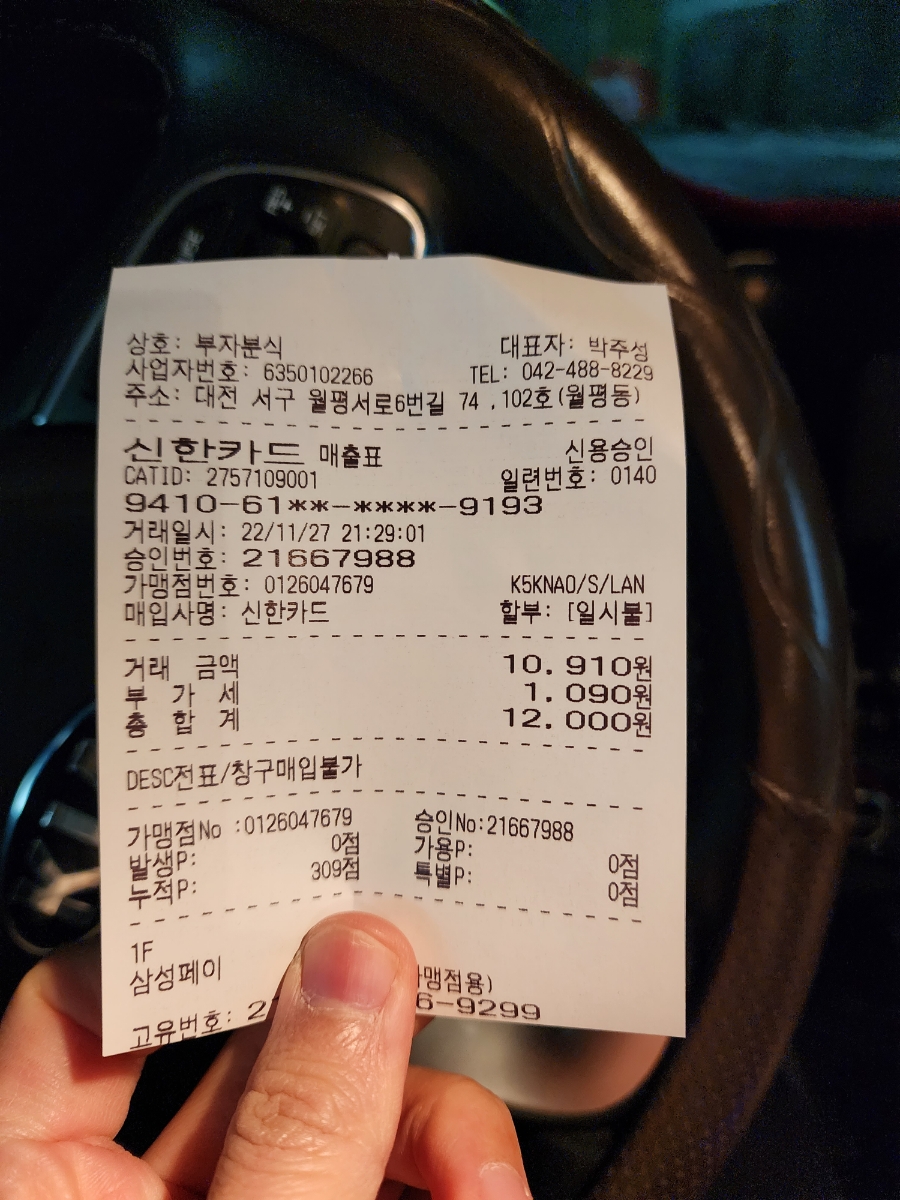 상호: 부자분식 대표자: 박주성
사업자번호: 6350102266 TEL: 042-488-8229
주소: 대전 서구 월평서로6번길 74 ,102호(월평동)
신한카드 매출표 신용승인
CATID: 2757109001 일련번호: 0140
9410-61**-****-9193
거래일시: 22/11/27 21:29:01
승인번호: 21667988
가맹점번호: 0126047679 K5KNAO/S/LAN
매입사명: 신한카드 할부: [일시불]
거래 금액 10.910원
부 가 세 1.090원
총 합 계 12.000원
DESC전표/창구매입불가
가맹점No :0126047679 승인No:21667988
발생P: 0점 가용P: 0점
누적P: 309점 특별P: 0점
1F
삼성페이 맹점용)
고유번호: 2 6-9299